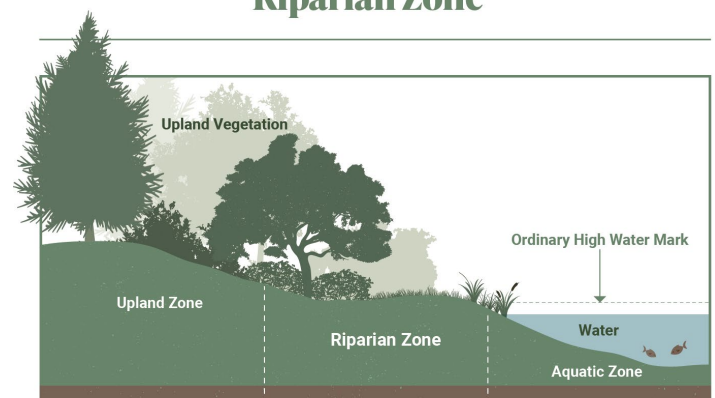 Riparian Zone
Upland Vegetation
Ordinary High Water Mark
Upland Zone
Water
Riparian Zone
Aquatic Zone